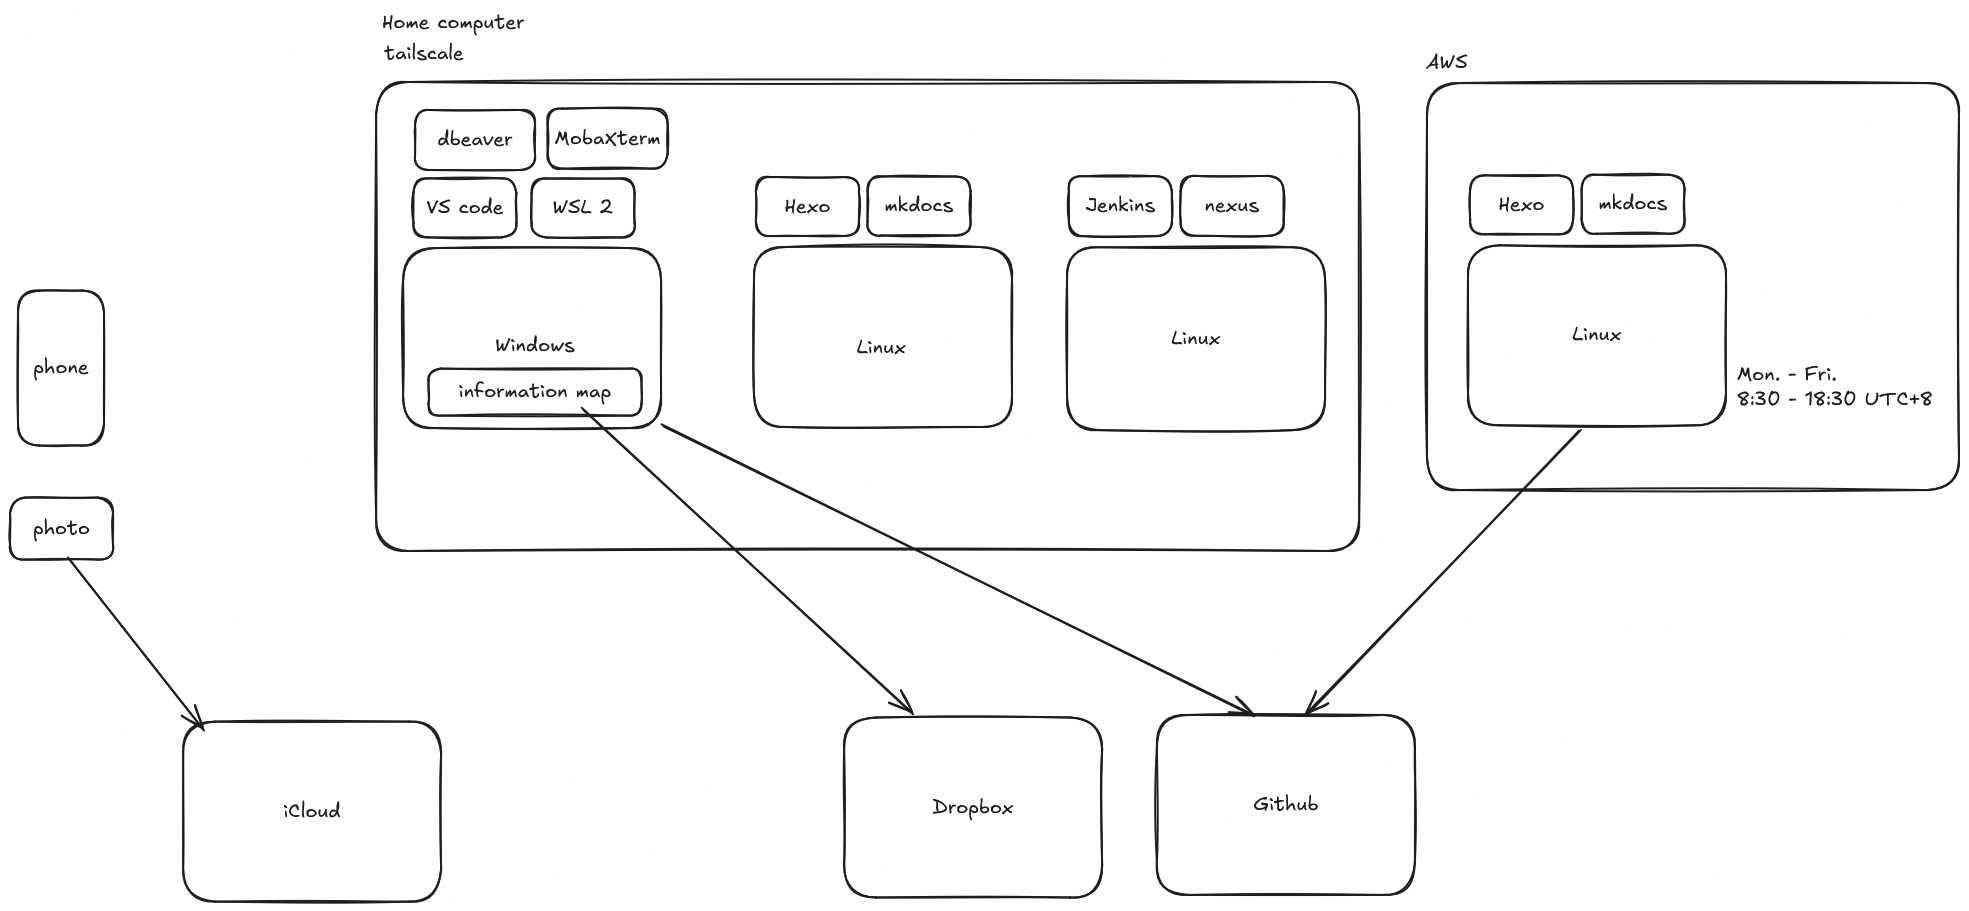 Home computer
tailscale
AWS
dbeaver
MobaXterm
VS code
WSL 2
Hexo
mkdocs
Jenkins
nexus
Hexo
mkdocs
Windows
information map
Linux
Linux
Linux
Mon. - Fri.
8:30 - 18:30 UTC+8
phone
photo
iCloud
Dropbox
Github